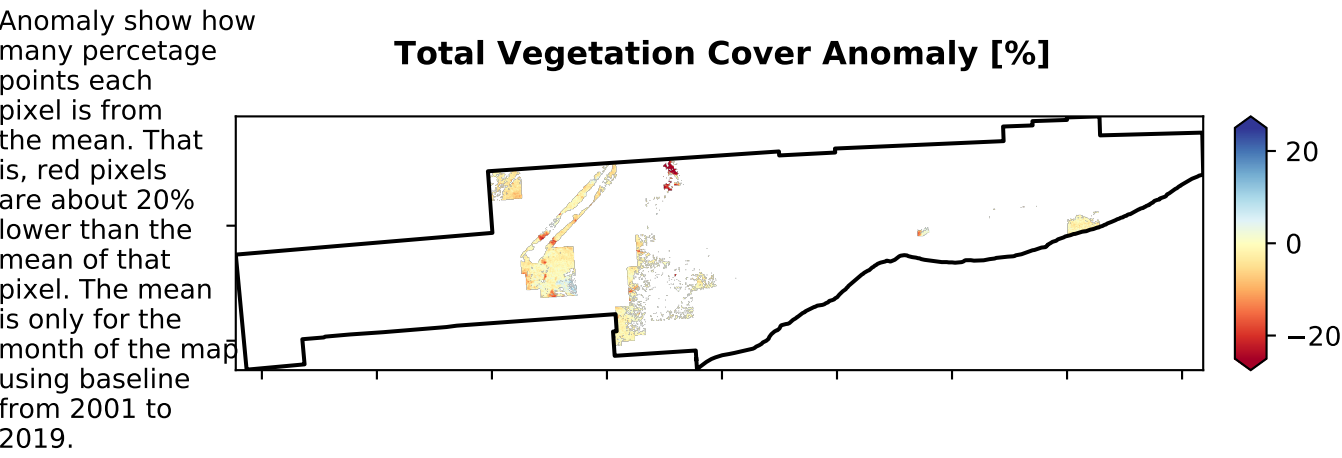 Anomaly show how
many percetage
points each
pixel is from
the mean. That
is, red pixels
are about 20%
lower than the
mean of that
pixel. The mean
is only for the
month of the map
using baseline
from 2001 to
2019.
Total Vegetation Cover Anomaly [%]
20
0
−20